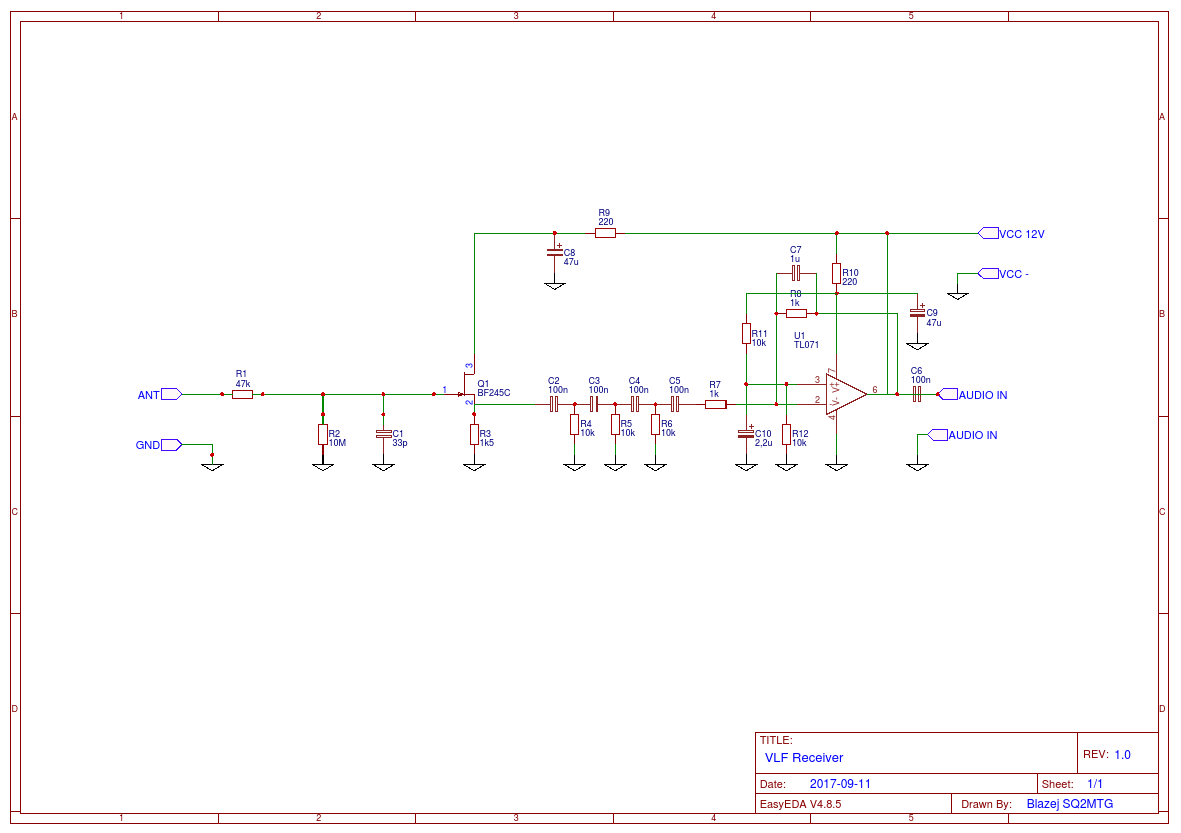 1 2 3 4 5
A A
R9
220
VCC 12V
C7
1u
C8
47u
R10
220
VCC -
R8
1k
B B
C9
47u
R11
10k
U1
TL071
3
7
R1
47k
C6
100n
Q1
BF245C
C2
100n
C3
100n
C4
100n
C5
100n
R7
1k
3
V+
6
ANT
1
AUDIO IN
2
2
V-
4
R4
10k
R5
10k
R6
10k
R2
10M
C1
33p
R3
1k5
C10
2,2u
R12
10k
AUDIO IN
GND
C C
D D
TITLE:
VLF Receiver
REV: 1.0
Date: 2017-09-11
Sheet: 1/1
EasyEDA V4.8.5
Drawn By: Blazej SQ2MTG
1 2 3 4 5